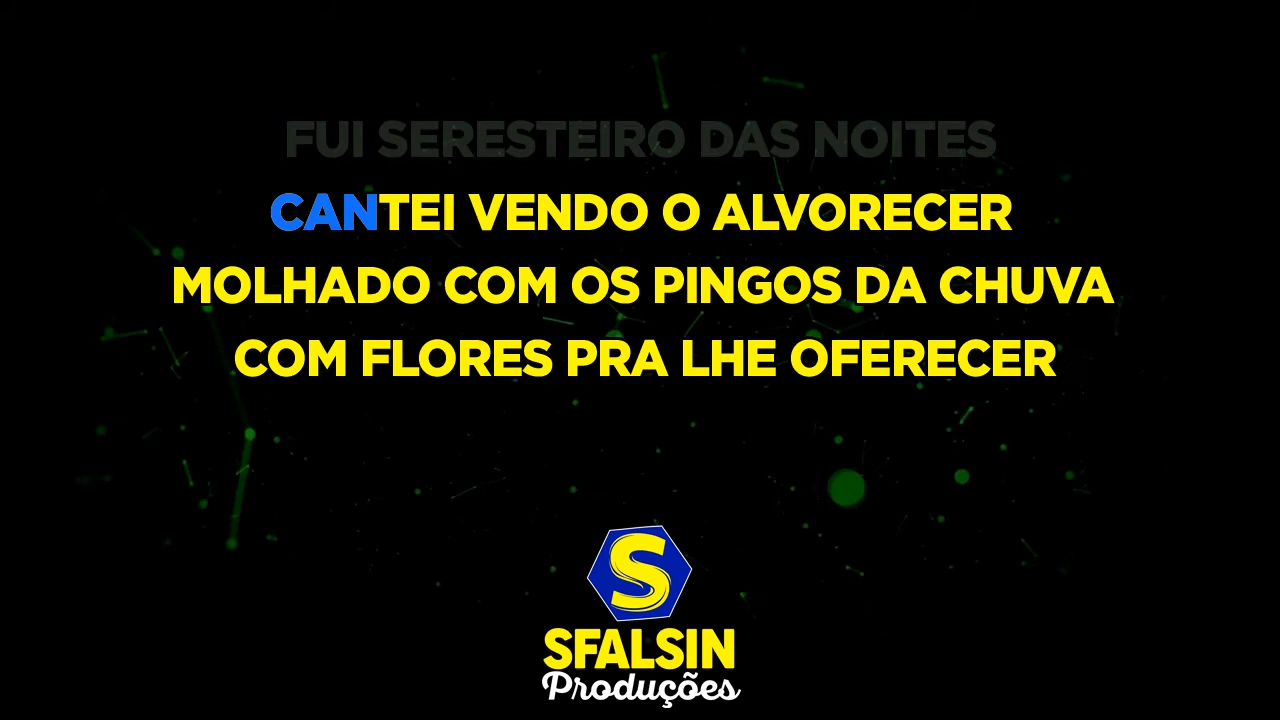 FUI SERESTEIRO DAS NOITES
CANTEI VENDO O ALVORECER
MOLHADO COM OS PINGOS DA CHUVA
COM FLORES PRA LHE OFERECER
S
SFALSIN
Produções